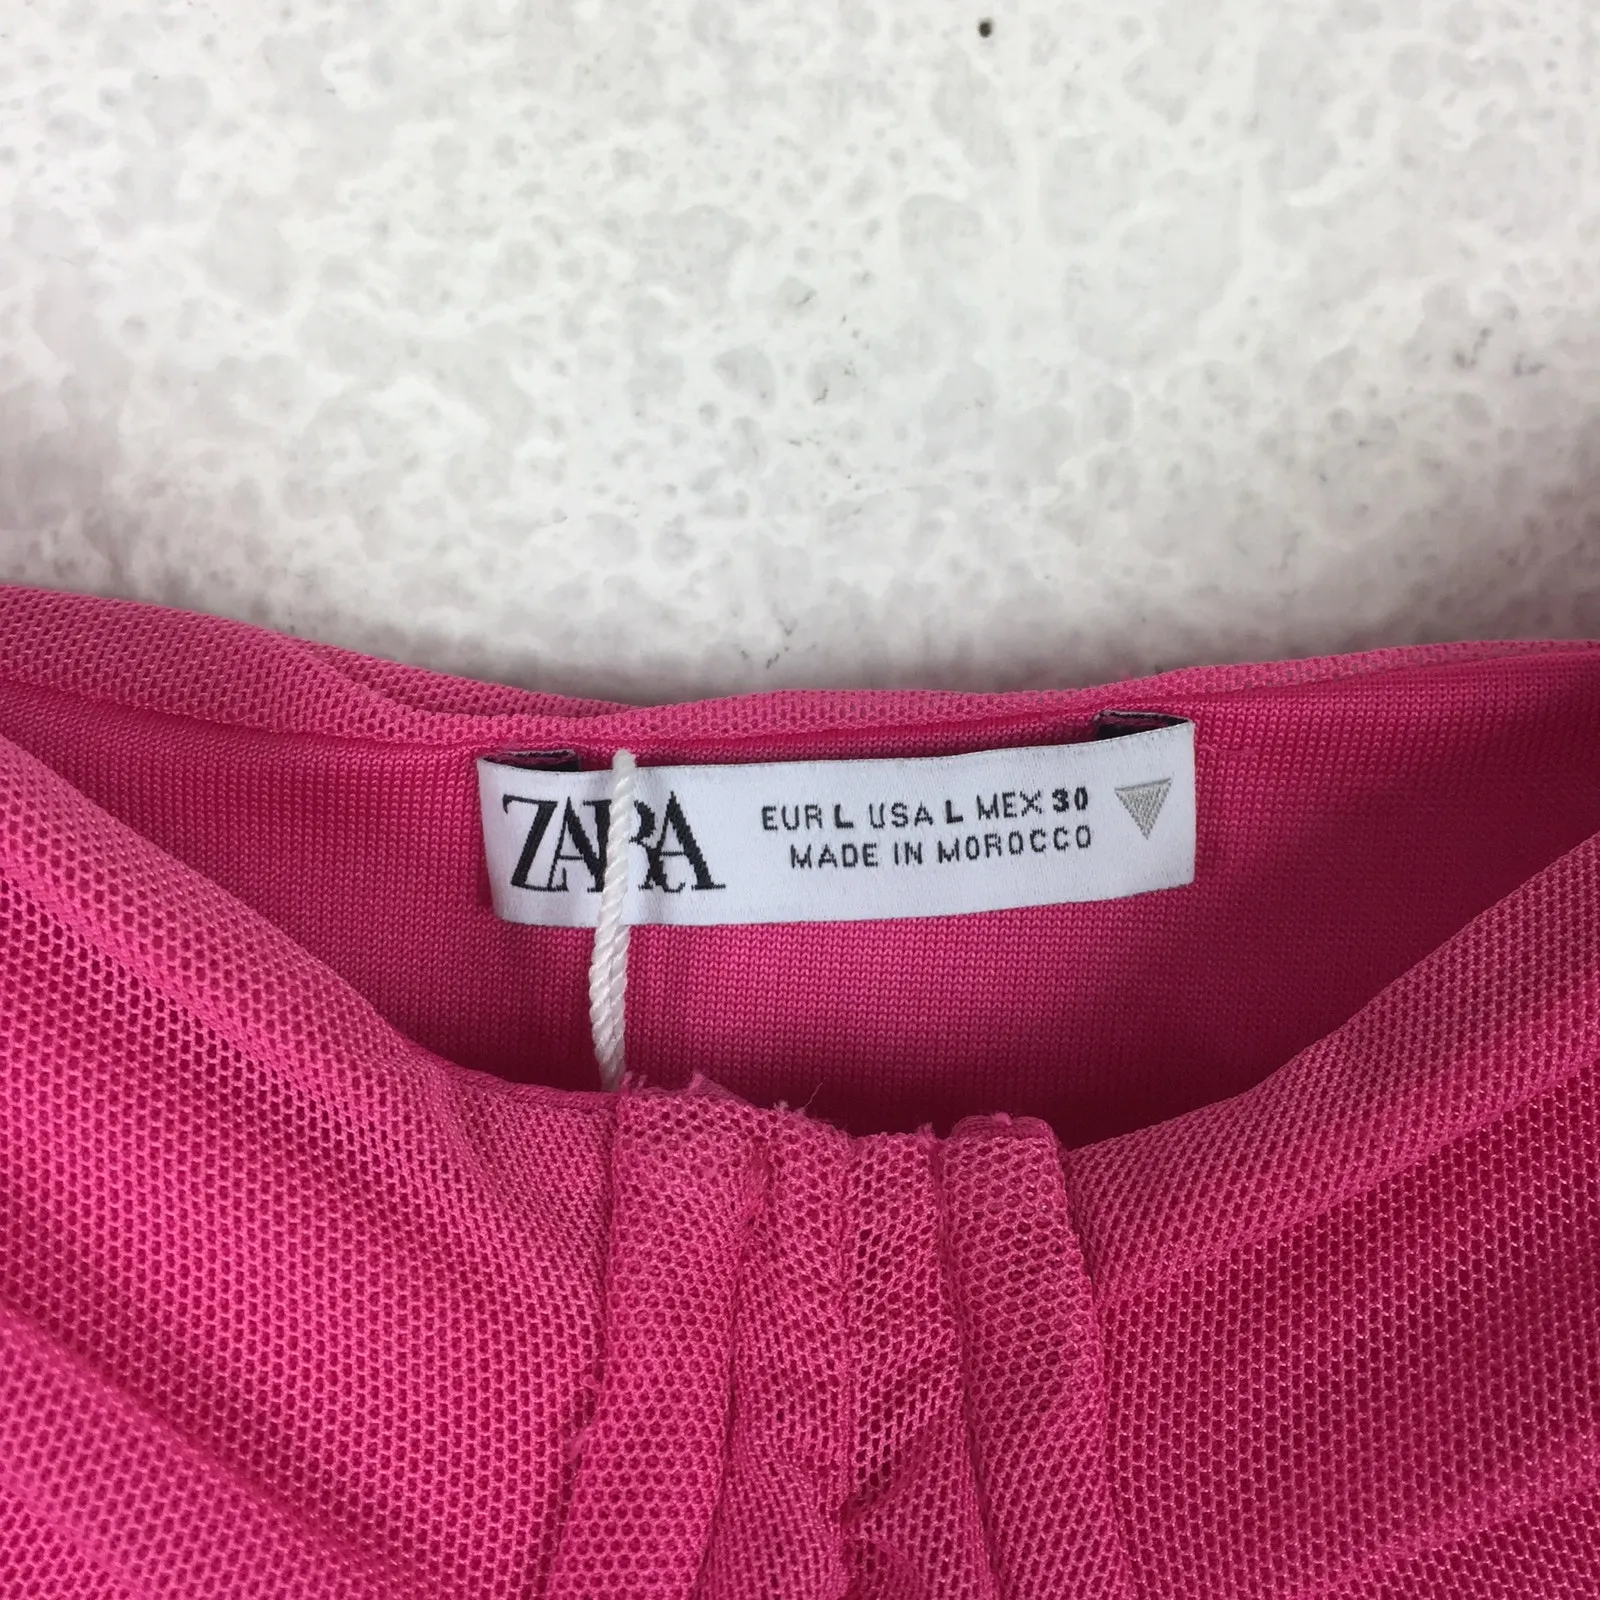 ZARA
EUR L USA L MEX 30
MADE IN MOROCCO